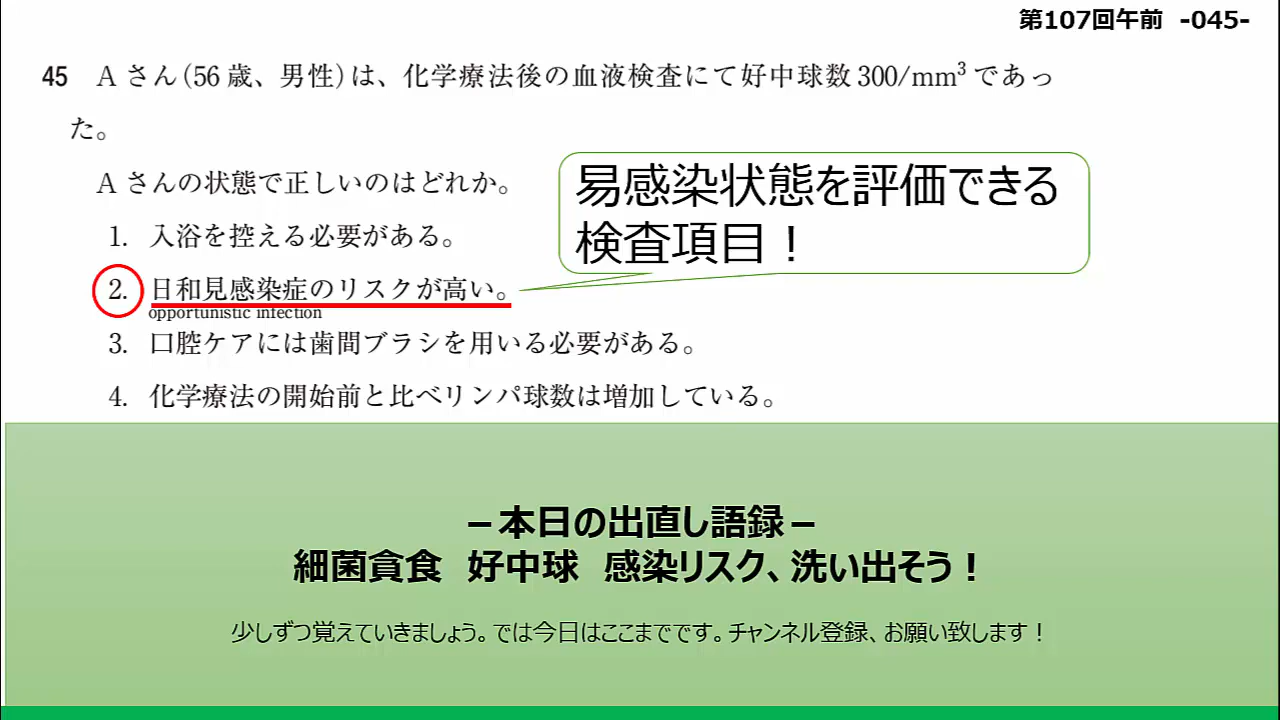 第107回午前 -045-
45 Aさん(56歳、男性)は、化学療法後の血液検査にて好中球数300/mm³であっ
た。
Aさんの状態で正しいのはどれか。
易感染状態を評価できる
検査項目！
1. 入浴を控える必要がある。
2. 日和見感染症のリスクが高い。
opportunistic infection
3. 口腔ケアには歯間ブラシを用いる必要がある。
4. 化学療法の開始前と比べリンパ球数は増加している。
－本日の出直し語録－
細菌貪食 好中球 感染リスク、洗い出そう！
少しずつ覚えていきましょう。では今日はここまでです。チャンネル登録、お願い致します！